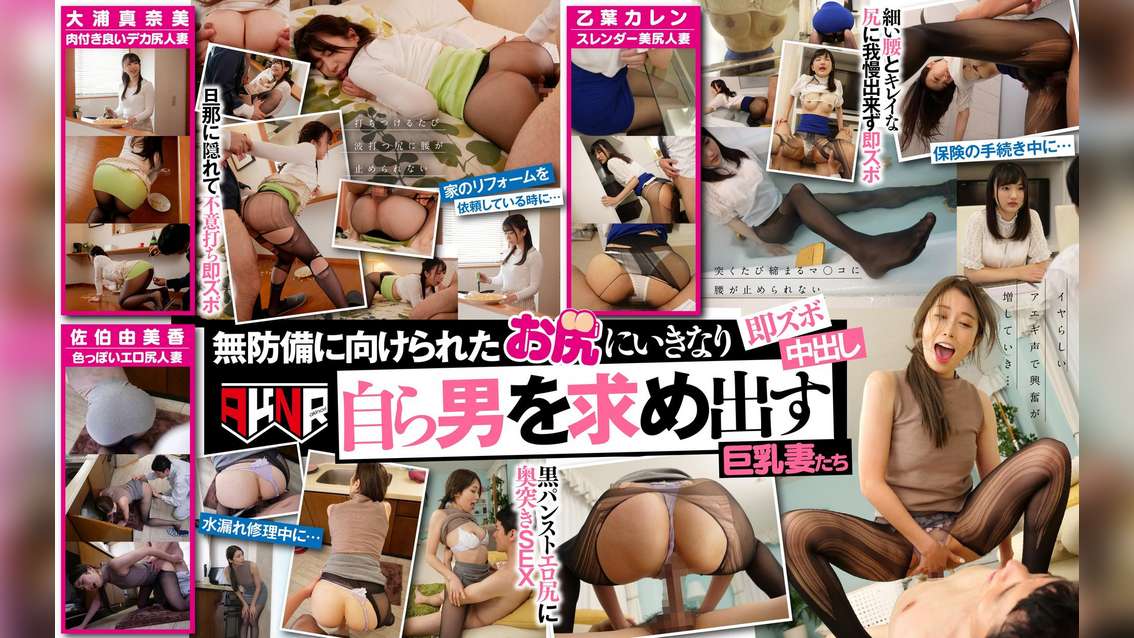 大浦真奈美
肉付き良いデカ尻人妻
旦那に隠れて不意打ち即ズボ
打ちつけるたび
波打つ尻に腰が
止められない
家のリフォームを
依頼している時に…
乙葉カレン
スレンダー美尻人妻
細い腰とキレイな
尻に我慢出来ず即ズボ
保険の手続き中に…
突くたび締まるマ〇コに
腰が止められない
佐伯由美香
色っぽいエロ尻人妻
無防備に向けられたお尻にいきなり
即ズボ
中出し
AHNR
自ら男を求め出す
巨乳妻たち
イヤらしい
アエギ声で興奮が
増していき…
水漏れ修理中に…
黒パンストエロ尻に
奥突きSEX